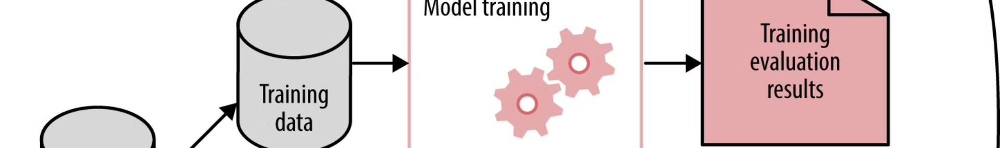 Model training
Training
data
Training
evaluation
results